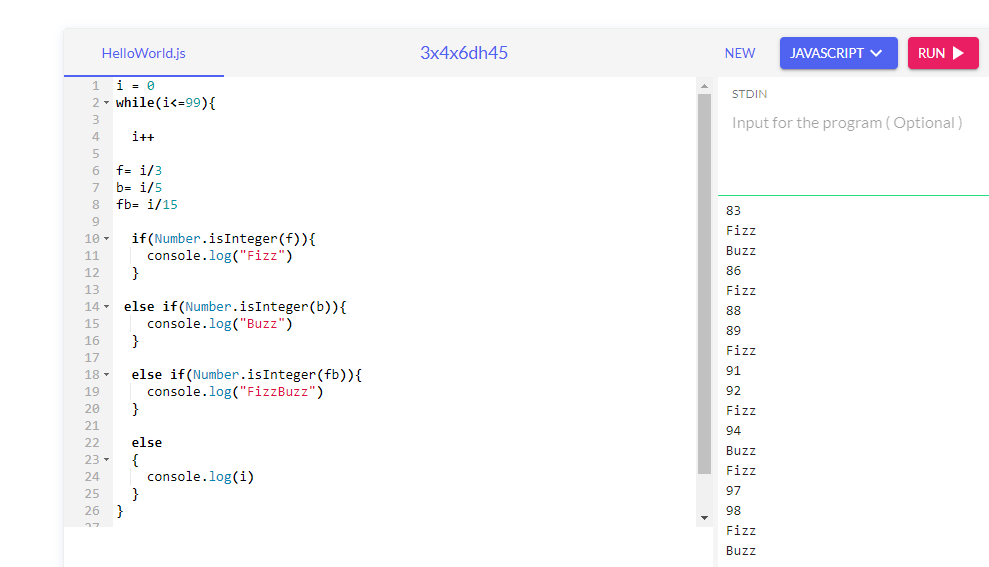 HelloWorld.js 3x4x6dh45 NEW JAVASCRIPT RUN
1 i = 0
2 while(i<=99){
3
4 i++
5
6 f= i/3
7 b= i/5
8 fb= i/15
9
10 if(Number.isInteger(f)){
11 console.log("Fizz")
12 }
13
14 else if(Number.isInteger(b)){
15 console.log("Buzz")
16 }
17
18 else if(Number.isInteger(fb)){
19 console.log("FizzBuzz")
20 }
21
22 else
23 {
24 console.log(i)
25 }
26 }
27
STDIN
Input for the program ( Optional )
83
Fizz
Buzz
86
Fizz
88
89
Fizz
91
92
Fizz
94
Buzz
Fizz
97
98
Fizz
Buzz